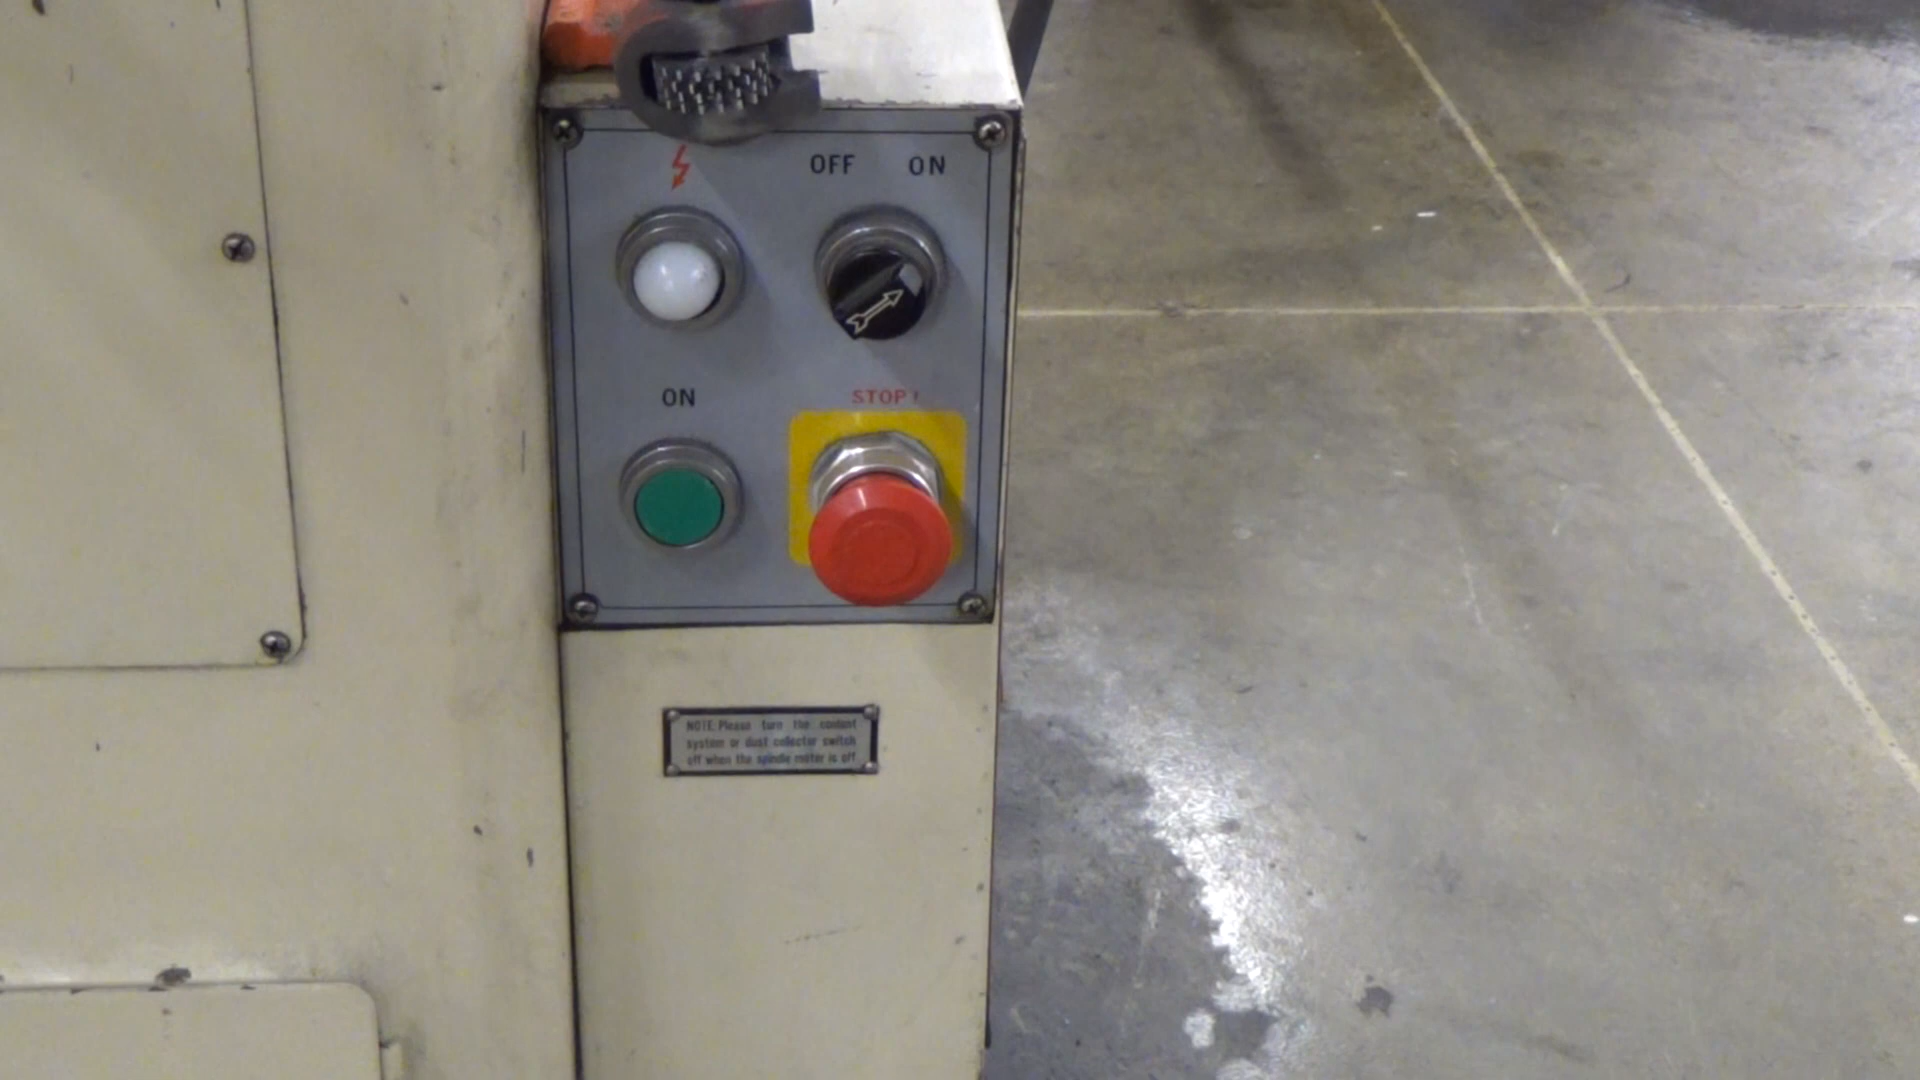 OFF ON
ON
STOP!
NOTE: Please turn the coolant
system or dust collector switch
off when the spindle motor is off